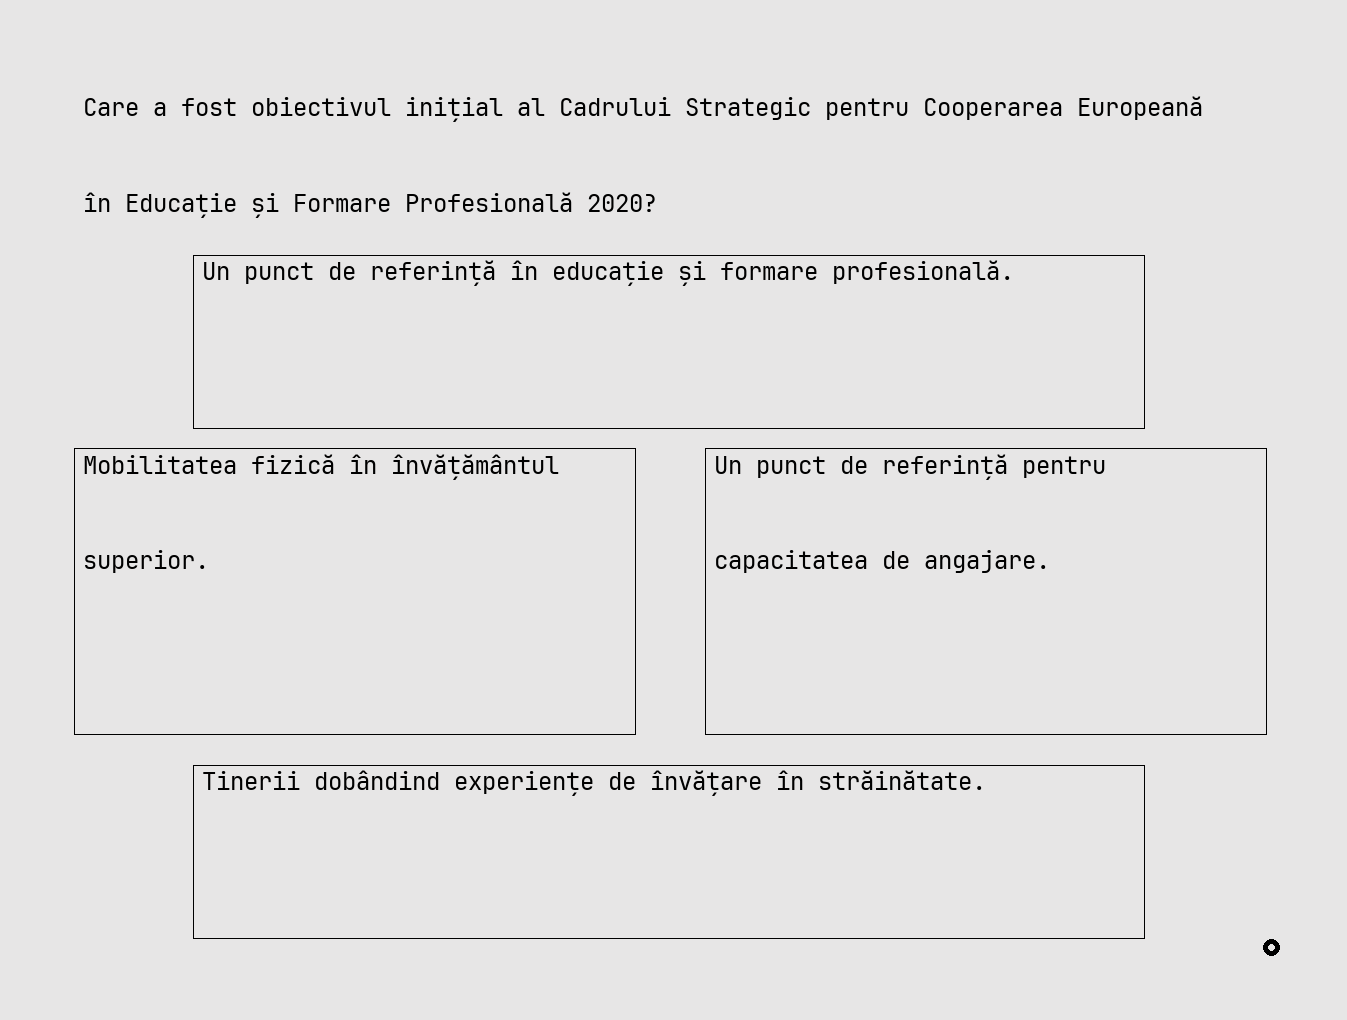 Care a fost obiectivul inițial al Cadrului Strategic pentru Cooperarea Europeană
în Educație și Formare Profesională 2020?
Un punct de referință în educație și formare profesională.
Mobilitatea fizică în învățământul
superior.
Un punct de referință pentru
capacitatea de angajare.
Tinerii dobândind experiențe de învățare în străinătate.